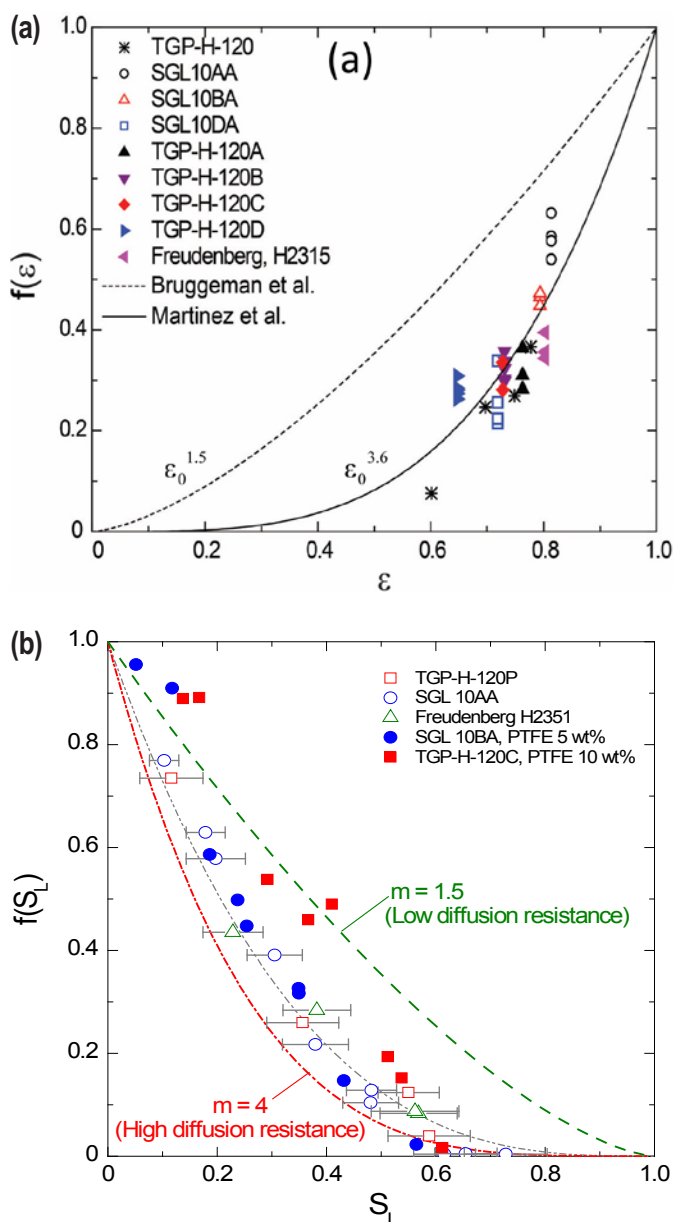 (a)
(a)
TGP-H-120
SGL10AA
SGL10BA
SGL10DA
TGP-H-120A
TGP-H-120B
TGP-H-120C
TGP-H-120D
Freudenberg, H2315
Bruggeman et al.
Martinez et al.
1.0
0.8
0.6
0.4
0.2
0
f(ε)
ε₀^1.5
ε₀^3.6
0 0.2 0.4 0.6 0.8 1.0
ε
(b)
1.0
0.8
0.6
0.4
0.2
0
f(S_L)
TGP-H-120P
SGL 10AA
Freudenberg H2351
SGL 10BA, PTFE 5 wt%
TGP-H-120C, PTFE 10 wt%
m = 1.5
(Low diffusion resistance)
m = 4
(High diffusion resistance)
0 0.2 0.4 0.6 0.8 1.0
S_L